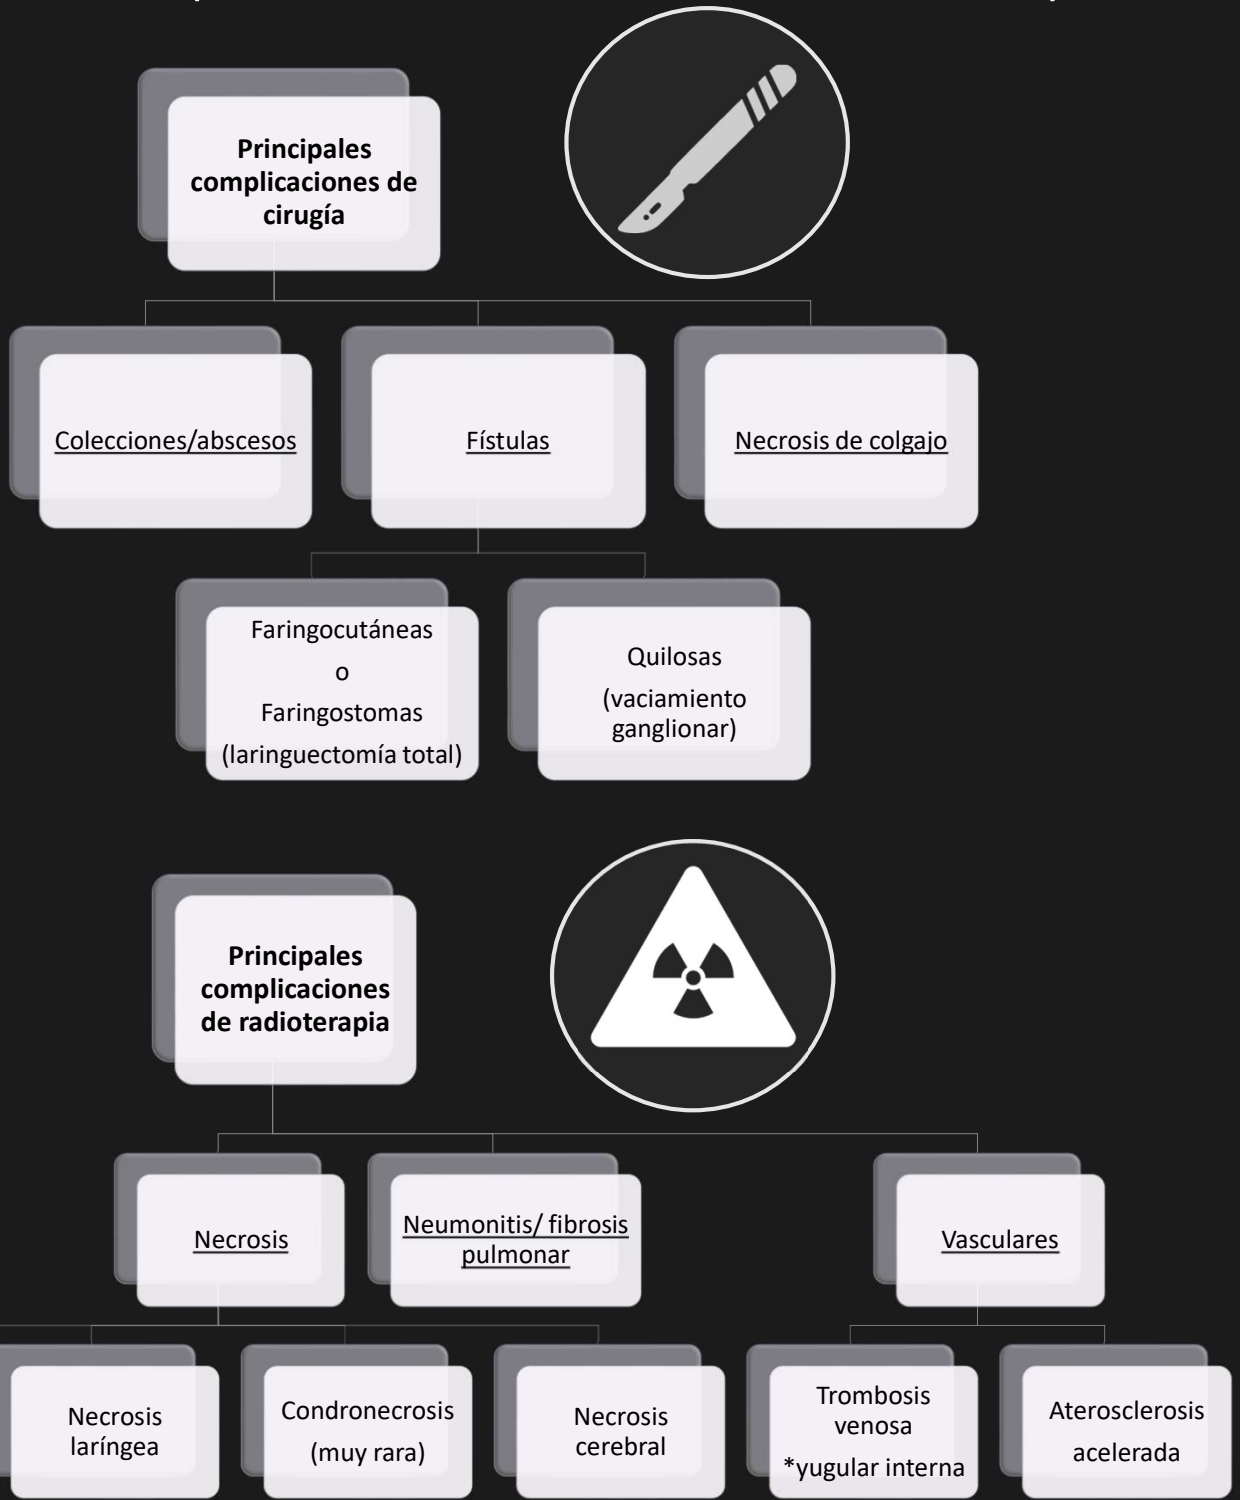 Principales
complicaciones de
cirugía
Colecciones/abscesos
Fístulas
Necrosis de colgajo
Faringocutáneas
o
Faringostomas
(laringuectomía total)
Quilosas
(vaciamiento
ganglionar)
Principales
complicaciones
de radioterapia
Necrosis
Neumonitis/ fibrosis
pulmonar
Vasculares
Necrosis
laríngea
Condronecrosis
(muy rara)
Necrosis
cerebral
Trombosis
venosa
*yugular interna
Aterosclerosis
acelerada